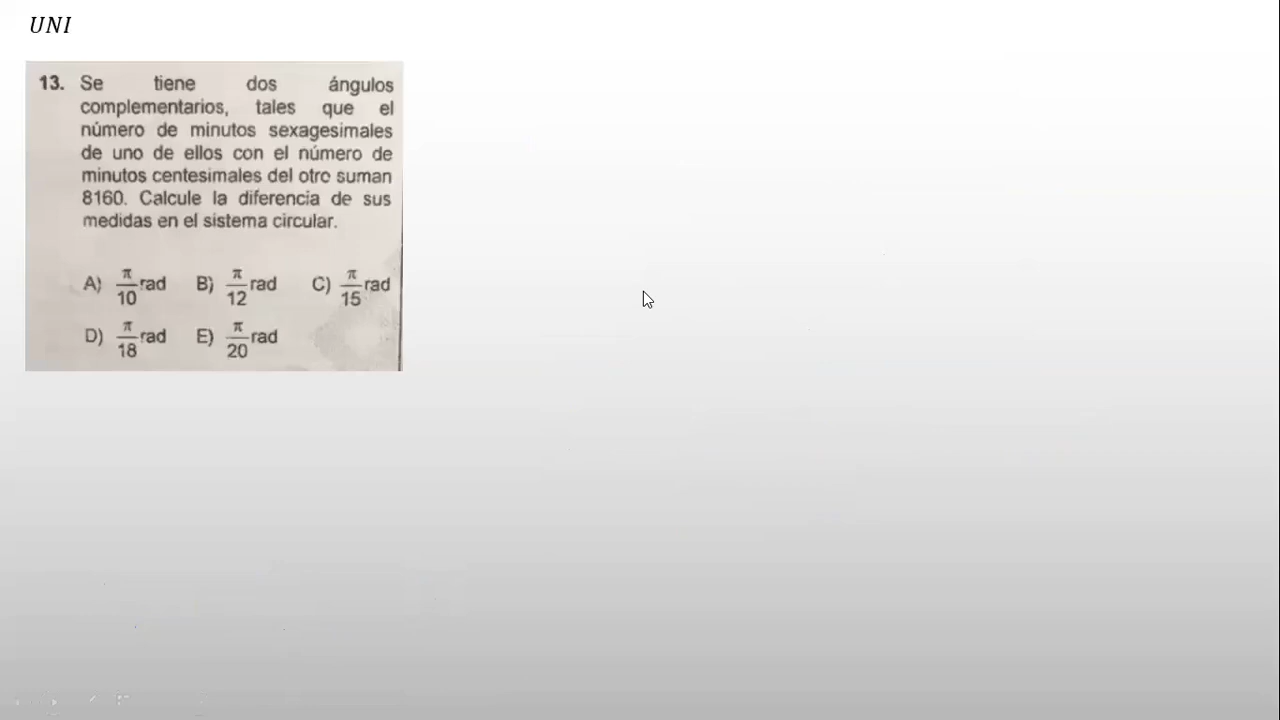 UNI
13. Se tiene dos ángulos
complementarios, tales que el
número de minutos sexagesimales
de uno de ellos con el número de
minutos centesimales del otro suman
8160. Calcule la diferencia de sus
medidas en el sistema circular.
A) π/10 rad B) π/12 rad C) π/15 rad
D) π/18 rad E) π/20 rad